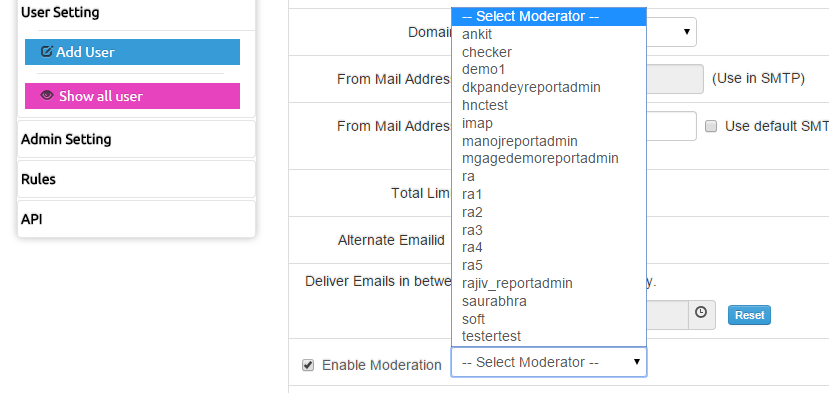 User Setting
Add User
Show all user
Admin Setting
Rules
API
-- Select Moderator --
ankit
checker
demo1
dkpandeyreportadmin
hnctest
imap
manojreportadmin
mgagedemoreportadmin
ra
ra1
ra2
ra3
ra4
ra5
rajiv_reportadmin
saurabhra
soft
testertest
Domai
From Mail Address (Use in SMTP)
From Mail Address Use default SMT
Total Lim
Alternate Emailid
Deliver Emails in betwe y.
Reset
Enable Moderation -- Select Moderator --